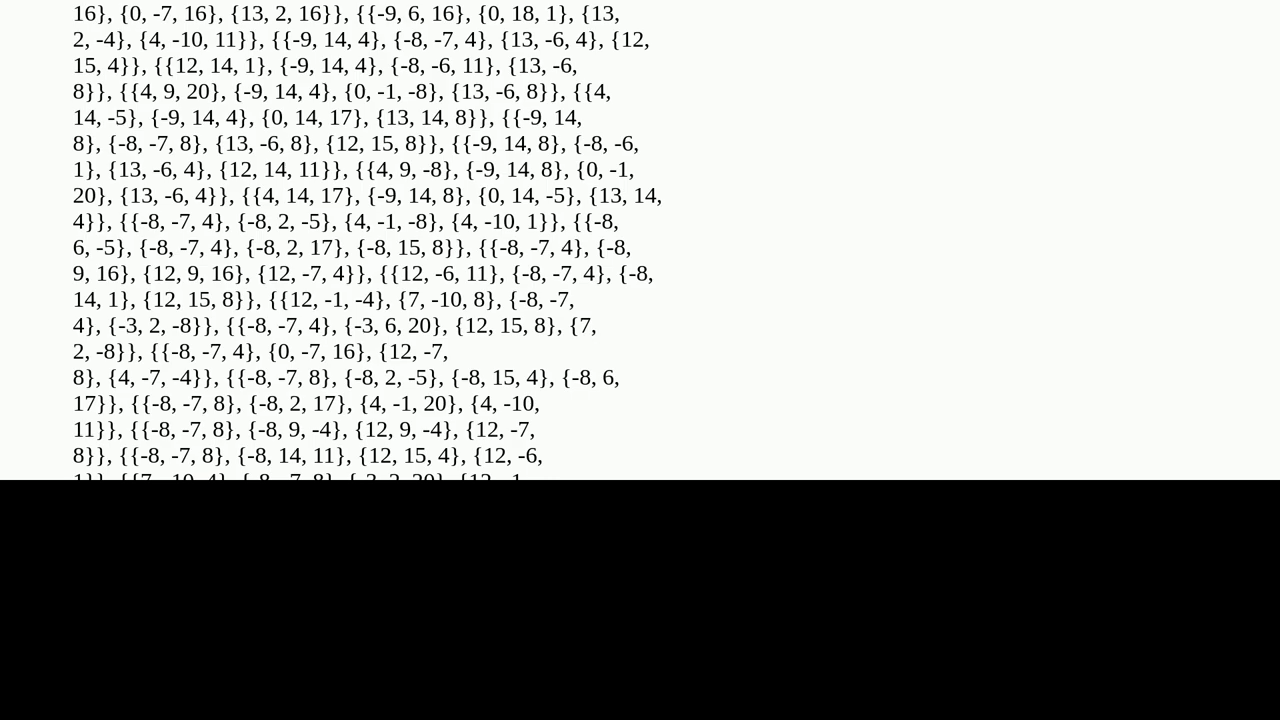 16}, {0, -7, 16}, {13, 2, 16}}, {{-9, 6, 16}, {0, 18, 1}, {13,
2, -4}, {4, -10, 11}}, {{-9, 14, 4}, {-8, -7, 4}, {13, -6, 4}, {12,
15, 4}}, {{12, 14, 1}, {-9, 14, 4}, {-8, -6, 11}, {13, -6,
8}}, {{4, 9, 20}, {-9, 14, 4}, {0, -1, -8}, {13, -6, 8}}, {{4,
14, -5}, {-9, 14, 4}, {0, 14, 17}, {13, 14, 8}}, {{-9, 14,
8}, {-8, -7, 8}, {13, -6, 8}, {12, 15, 8}}, {{-9, 14, 8}, {-8, -6,
1}, {13, -6, 4}, {12, 14, 11}}, {{4, 9, -8}, {-9, 14, 8}, {0, -1,
20}, {13, -6, 4}}, {{4, 14, 17}, {-9, 14, 8}, {0, 14, -5}, {13, 14,
4}}, {{-8, -7, 4}, {-8, 2, -5}, {4, -1, -8}, {4, -10, 1}}, {{-8,
6, -5}, {-8, -7, 4}, {-8, 2, 17}, {-8, 15, 8}}, {{-8, -7, 4}, {-8,
9, 16}, {12, 9, 16}, {12, -7, 4}}, {{12, -6, 11}, {-8, -7, 4}, {-8,
14, 1}, {12, 15, 8}}, {{12, -1, -4}, {7, -10, 8}, {-8, -7,
4}, {-3, 2, -8}}, {{-8, -7, 4}, {-3, 6, 20}, {12, 15, 8}, {7,
2, -8}}, {{-8, -7, 4}, {0, -7, 16}, {12, -7,
8}, {4, -7, -4}}, {{-8, -7, 8}, {-8, 2, -5}, {-8, 15, 4}, {-8, 6,
17}}, {{-8, -7, 8}, {-8, 2, 17}, {4, -1, 20}, {4, -10,
11}}, {{-8, -7, 8}, {-8, 9, -4}, {12, 9, -4}, {12, -7,
8}}, {{-8, -7, 8}, {-8, 14, 11}, {12, 15, 4}, {12, -6,